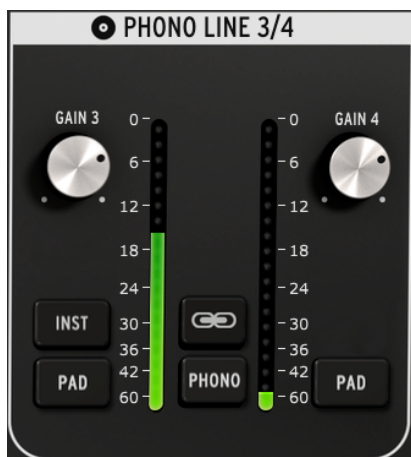 PHONO LINE 3/4
GAIN 3
GAIN 4
0 0
6 6
12 12
18 18
24 24
30 30
36 36
42 42
60 60
INST
PAD
PHONO
PAD